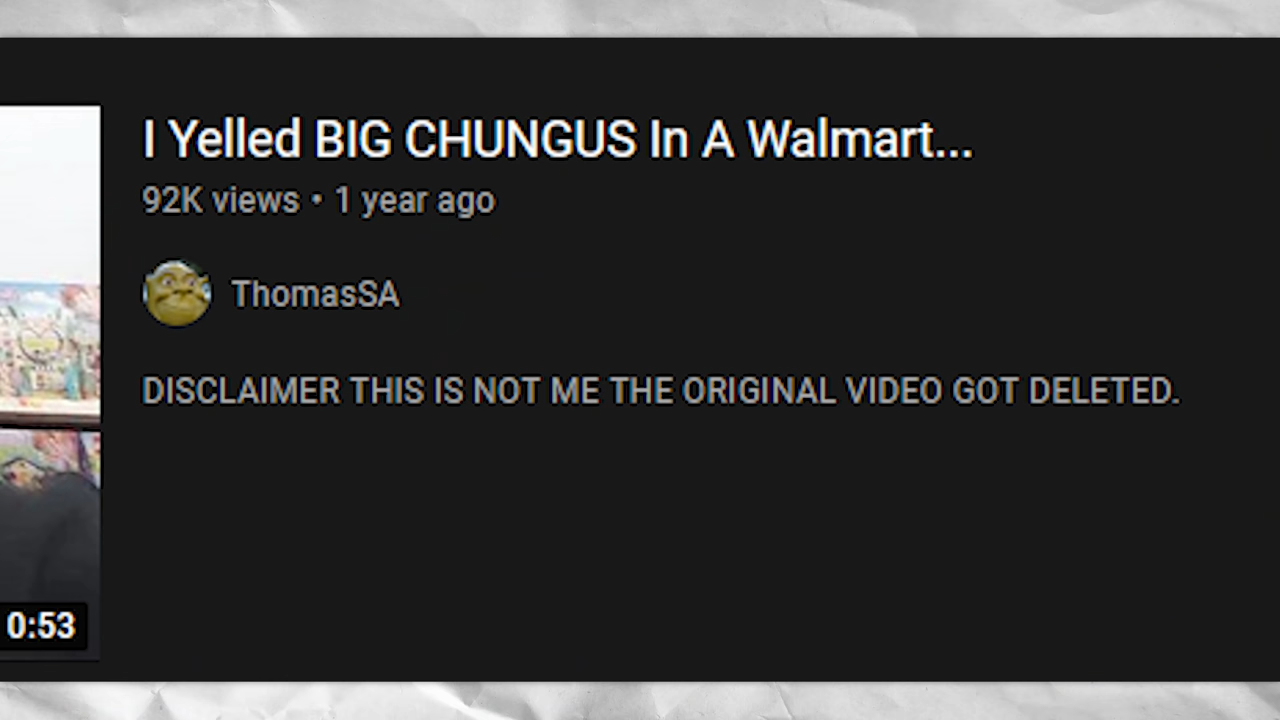 I Yelled BIG CHUNGUS In A Walmart...
92K views • 1 year ago
ThomasSA
DISCLAIMER THIS IS NOT ME THE ORIGINAL VIDEO GOT DELETED.
0:53